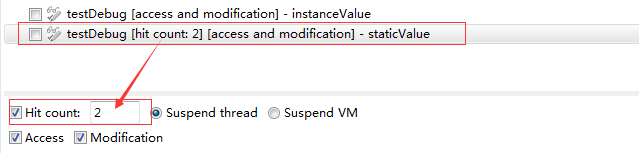 testDebug [access and modification] - instanceValue
testDebug [hit count: 2] [access and modification] - staticValue
Hit count: 2 Suspend thread Suspend VM
Access Modification